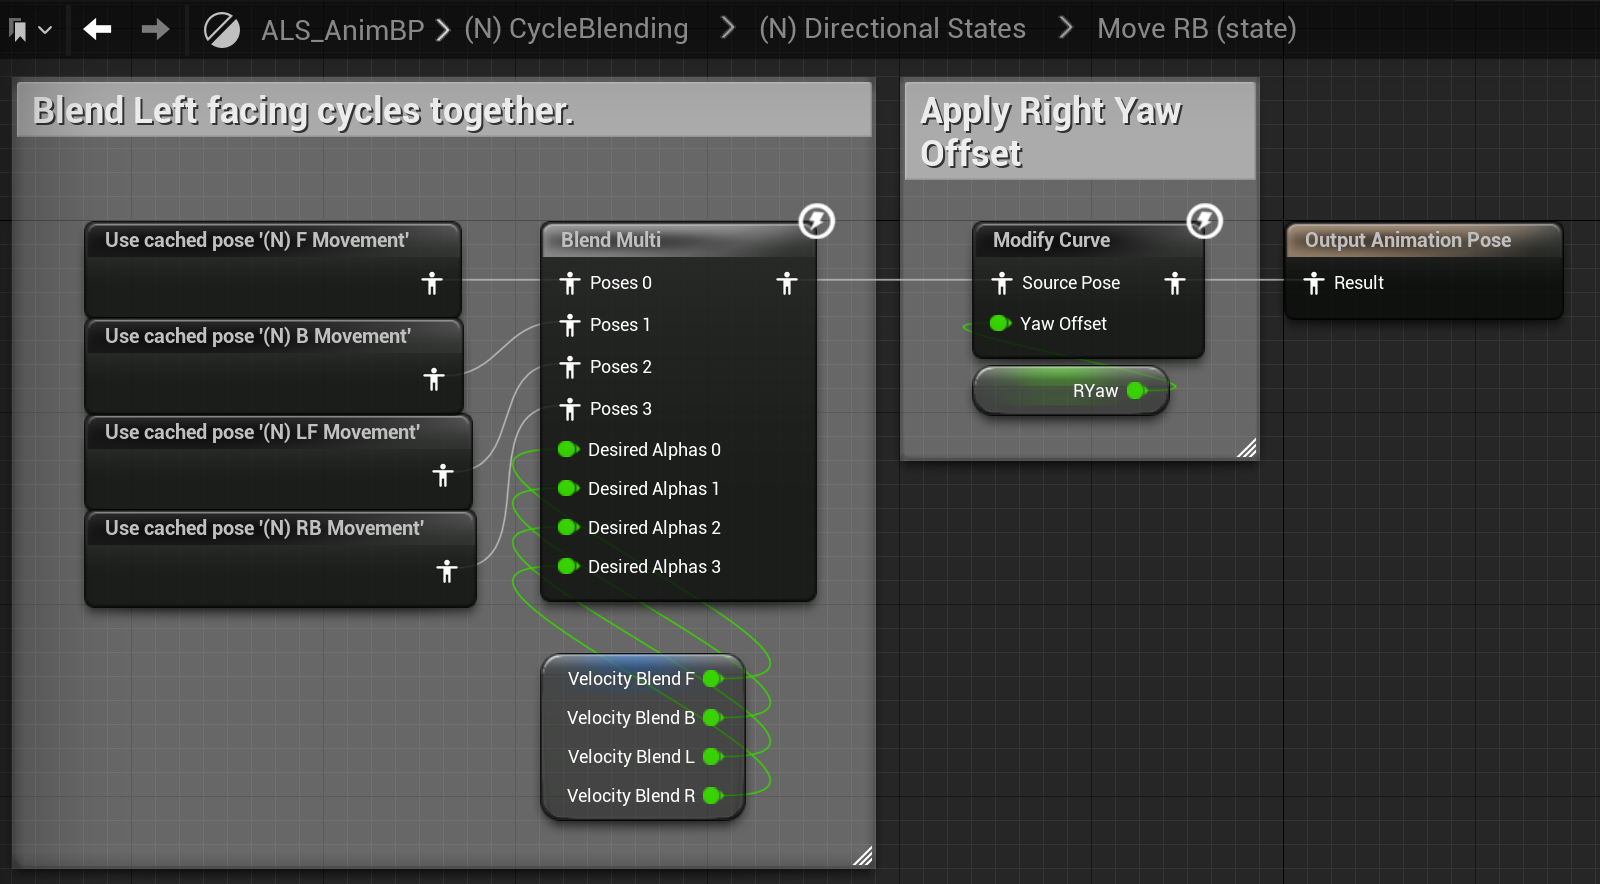 ALS_AnimBP > (N) CycleBlending > (N) Directional States > Move RB (state)
Blend Left facing cycles together.
Apply Right Yaw
Offset
Use cached pose '(N) F Movement'
Use cached pose '(N) B Movement'
Use cached pose '(N) LF Movement'
Use cached pose '(N) RB Movement'
Blend Multi
Poses 0
Poses 1
Poses 2
Poses 3
Desired Alphas 0
Desired Alphas 1
Desired Alphas 2
Desired Alphas 3
Velocity Blend F
Velocity Blend B
Velocity Blend L
Velocity Blend R
Modify Curve
Source Pose
Yaw Offset
RYaw
Output Animation Pose
Result